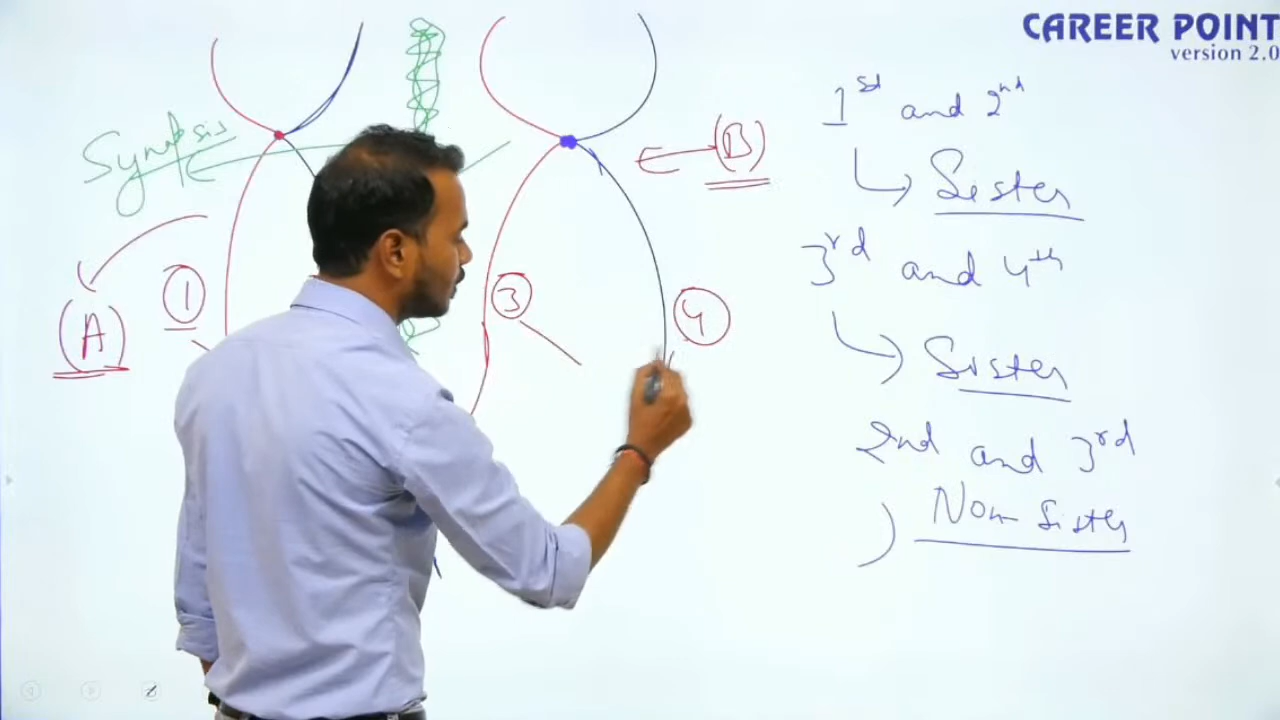 CAREER POINT
version 2.0
1st and 2nd
Synapsis
(B)
Sister
3rd and 4th
1
3
4
(A)
Sister
2nd and 3rd
Non Sister